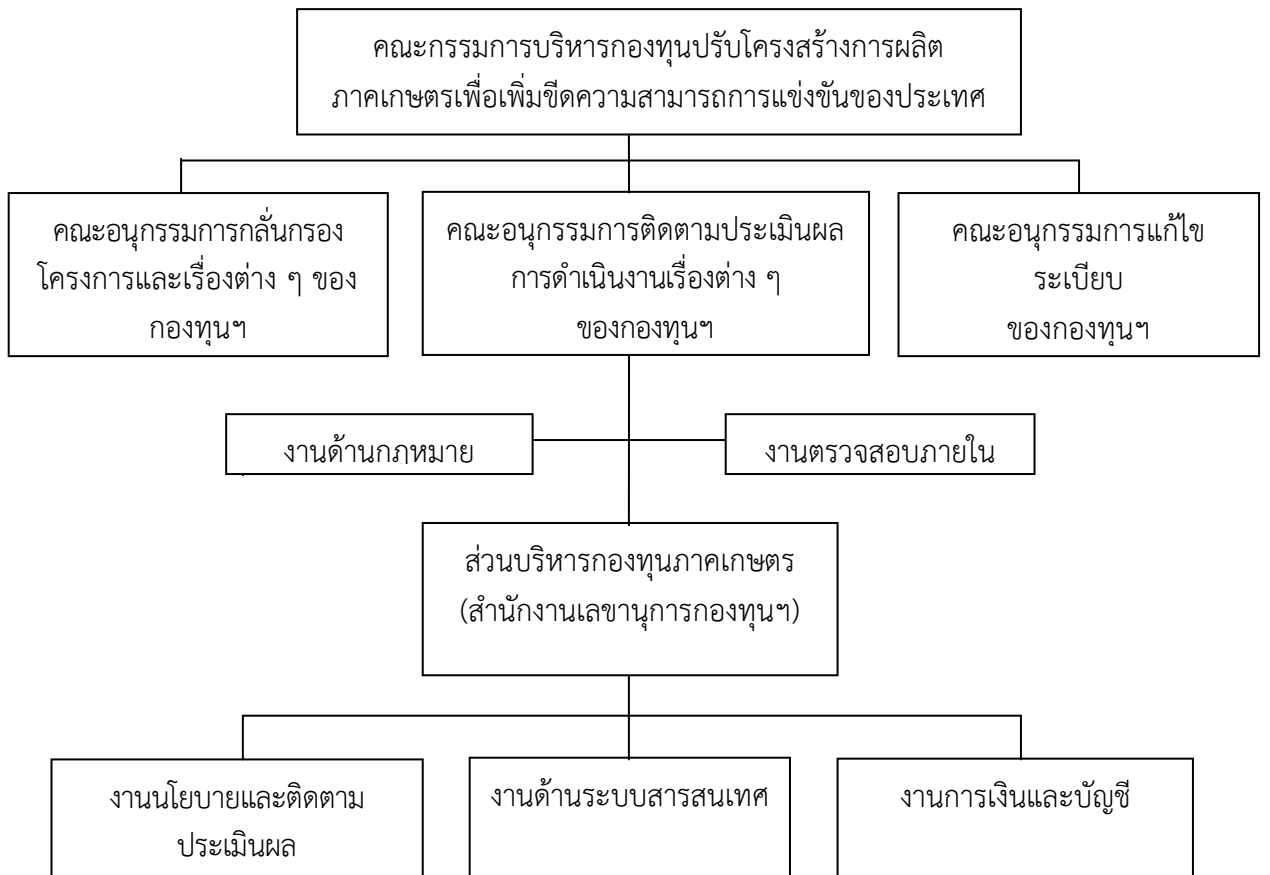 คณะกรรมการบริหารกองทุนปรับโครงสร้างการผลิต
ภาคเกษตรเพื่อเพิ่มขีดความสามารถการแข่งขันของประเทศ
คณะอนุกรรมการกลั่นกรอง
โครงการและเรื่องต่าง ๆ ของ
กองทุนฯ
คณะอนุกรรมการติดตามประเมินผล
การดำเนินงานเรื่องต่าง ๆ
ของกองทุนฯ
คณะอนุกรรมการแก้ไข
ระเบียบ
ของกองทุนฯ
งานด้านกฎหมาย
งานตรวจสอบภายใน
ส่วนบริหารกองทุนภาคเกษตร
(สำนักงานเลขานุการกองทุนฯ)
งานนโยบายและติดตาม
ประเมินผล
งานด้านระบบสารสนเทศ
งานการเงินและบัญชี